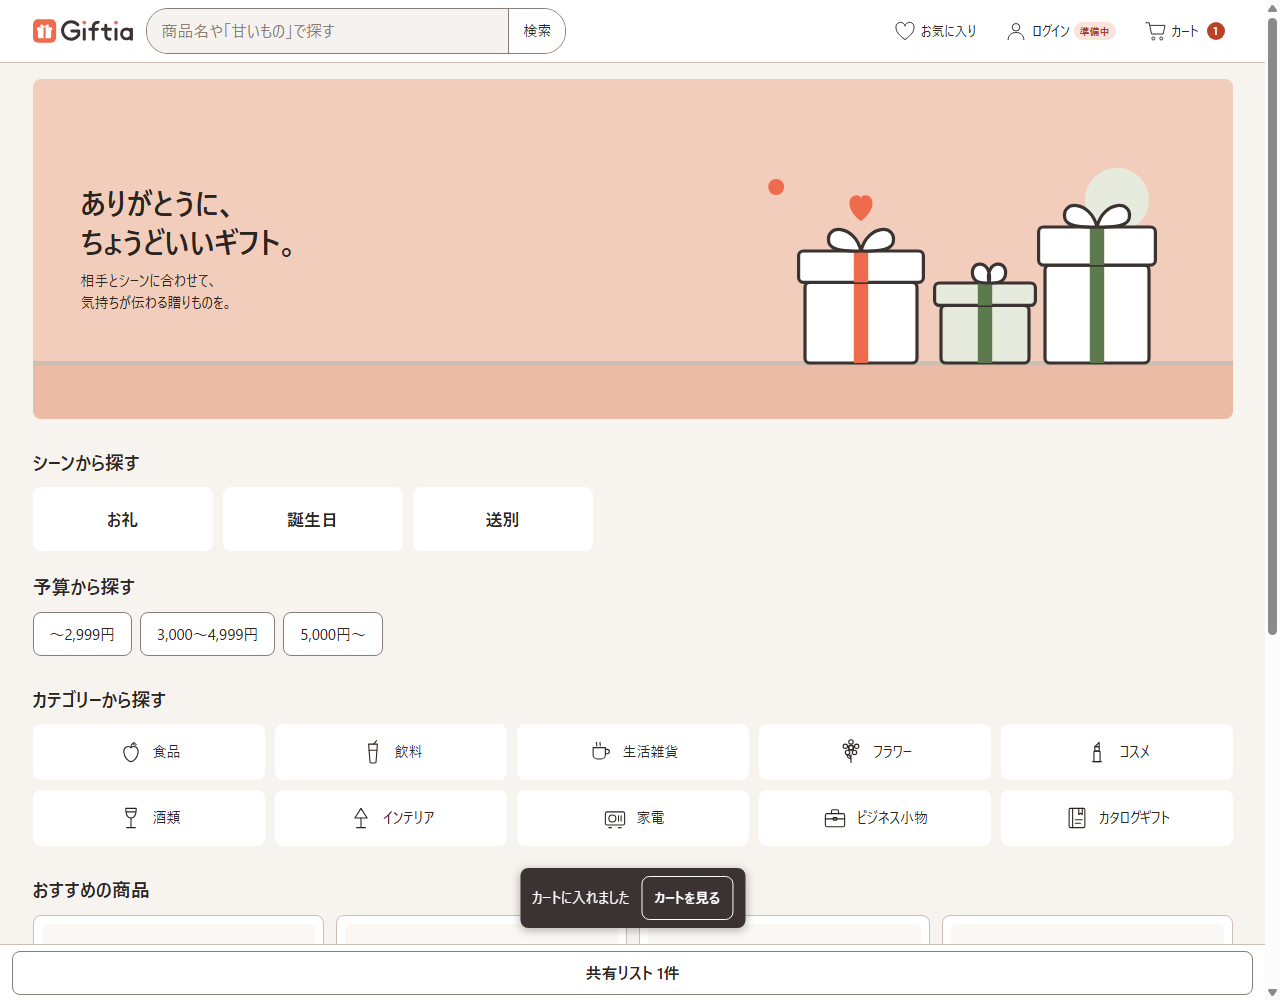 Giftia
商品名や「甘いもの」で探す
検索
お気に入り
ログイン 準備中
カート 1
ありがとうに、
ちょうどいいギフト。
相手とシーンに合わせて、
気持ちが伝わる贈りものを。
シーンから探す
お礼
誕生日
送別
予算から探す
〜2,999円
3,000〜4,999円
5,000円〜
カテゴリーから探す
食品
飲料
生活雑貨
フラワー
コスメ
酒類
インテリア
家電
ビジネス小物
カタログギフト
おすすめの商品
カートに入れました
カートを見る
共有リスト 1件